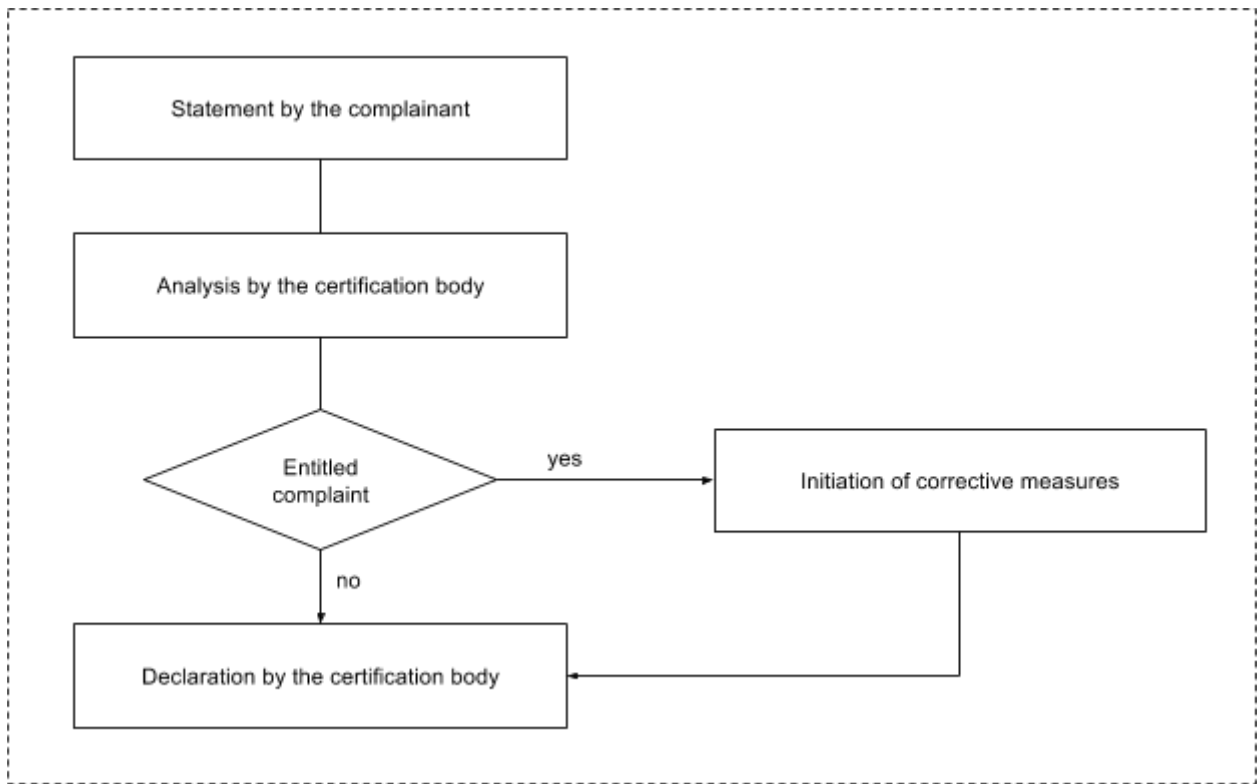 Statement by the complainant
Analysis by the certification body
Entitled
complaint
yes
Initiation of corrective measures
no
Declaration by the certification body